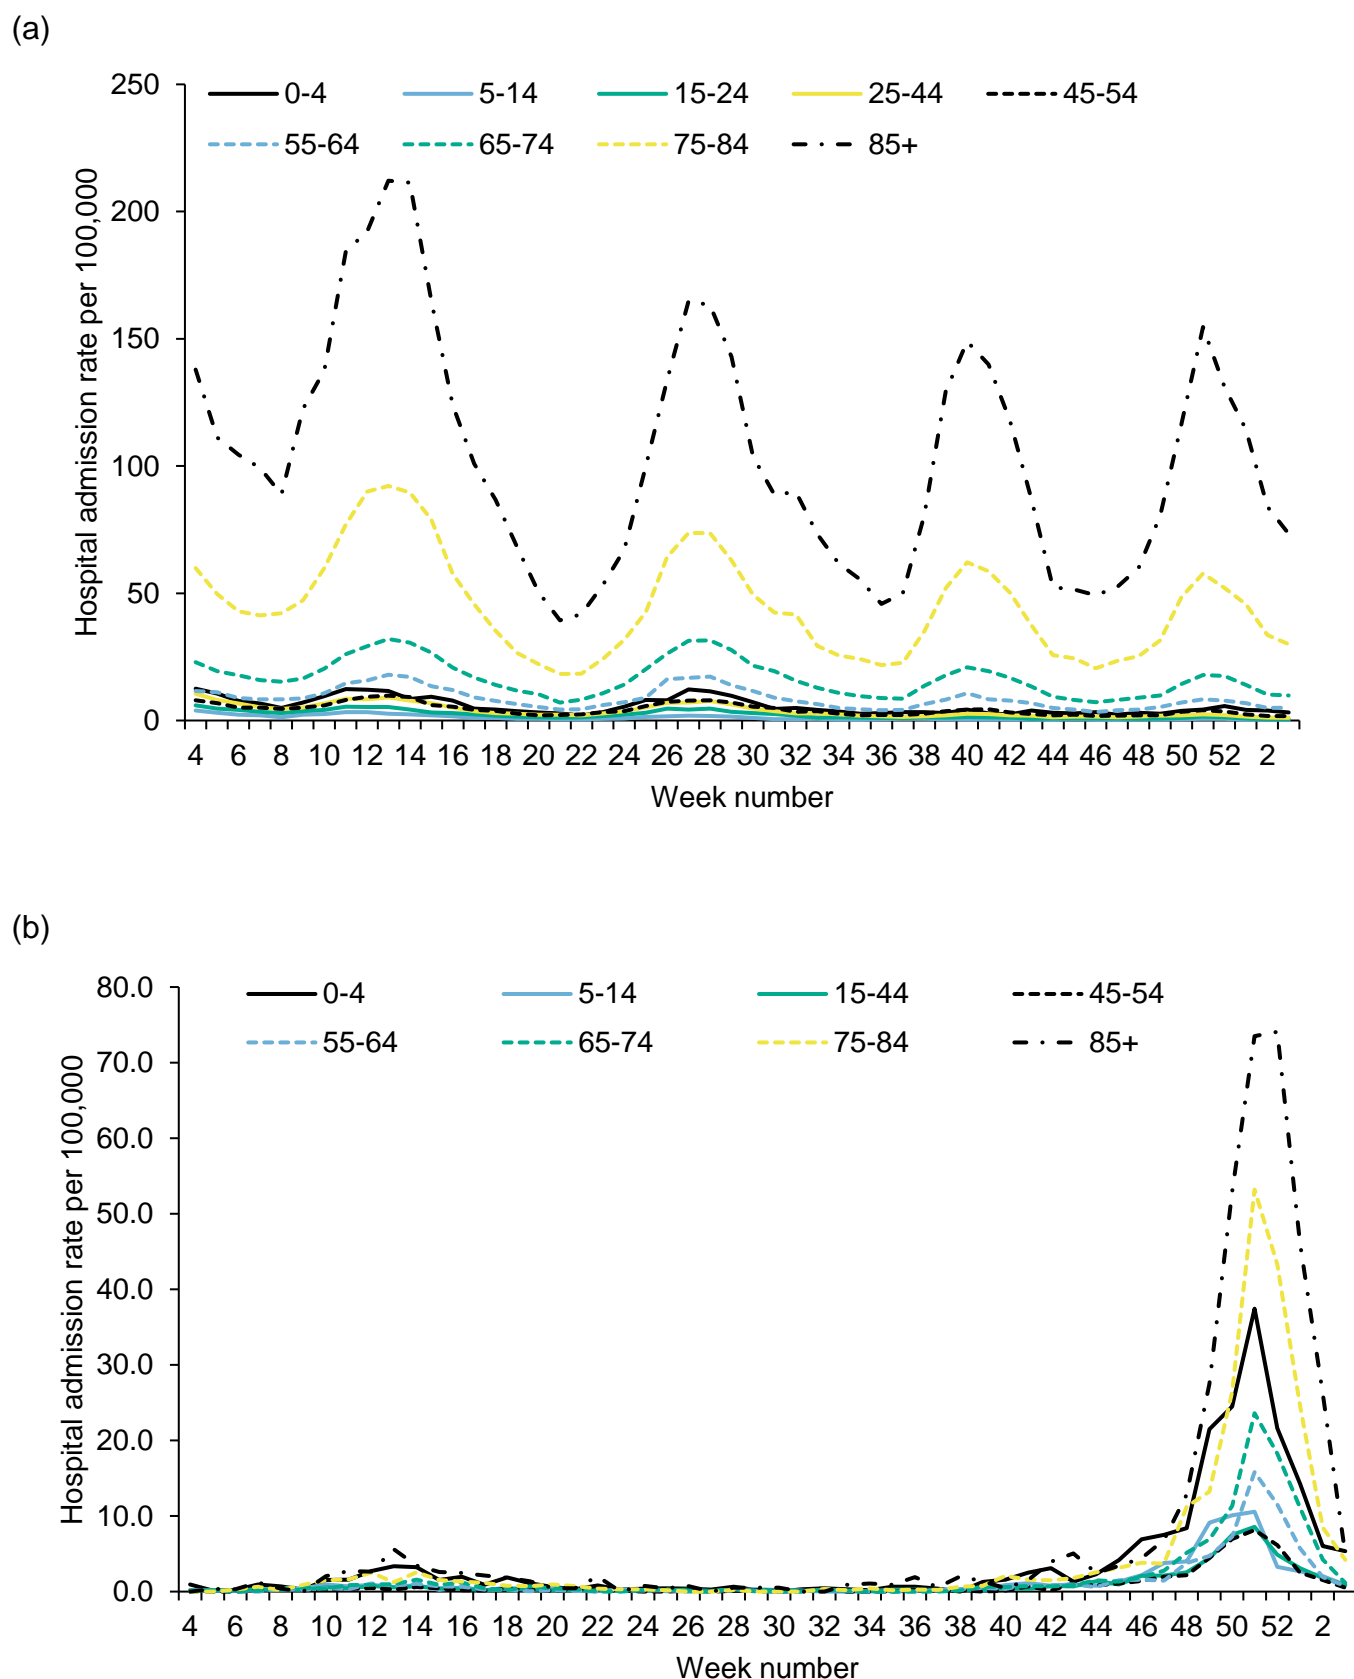 (a)
250
200
150
100
50
0
Hospital admission rate per 100,000
0-4 5-14 15-24 25-44 45-54
55-64 65-74 75-84 85+
4 6 8 10 12 14 16 18 20 22 24 26 28 30 32 34 36 38 40 42 44 46 48 50 52 2
Week number
(b)
80.0
70.0
60.0
50.0
40.0
30.0
20.0
10.0
0.0
Hospital admission rate per 100,000
0-4 5-14 15-44 45-54
55-64 65-74 75-84 85+
4 6 8 10 12 14 16 18 20 22 24 26 28 30 32 34 36 38 40 42 44 46 48 50 52 2
Week number